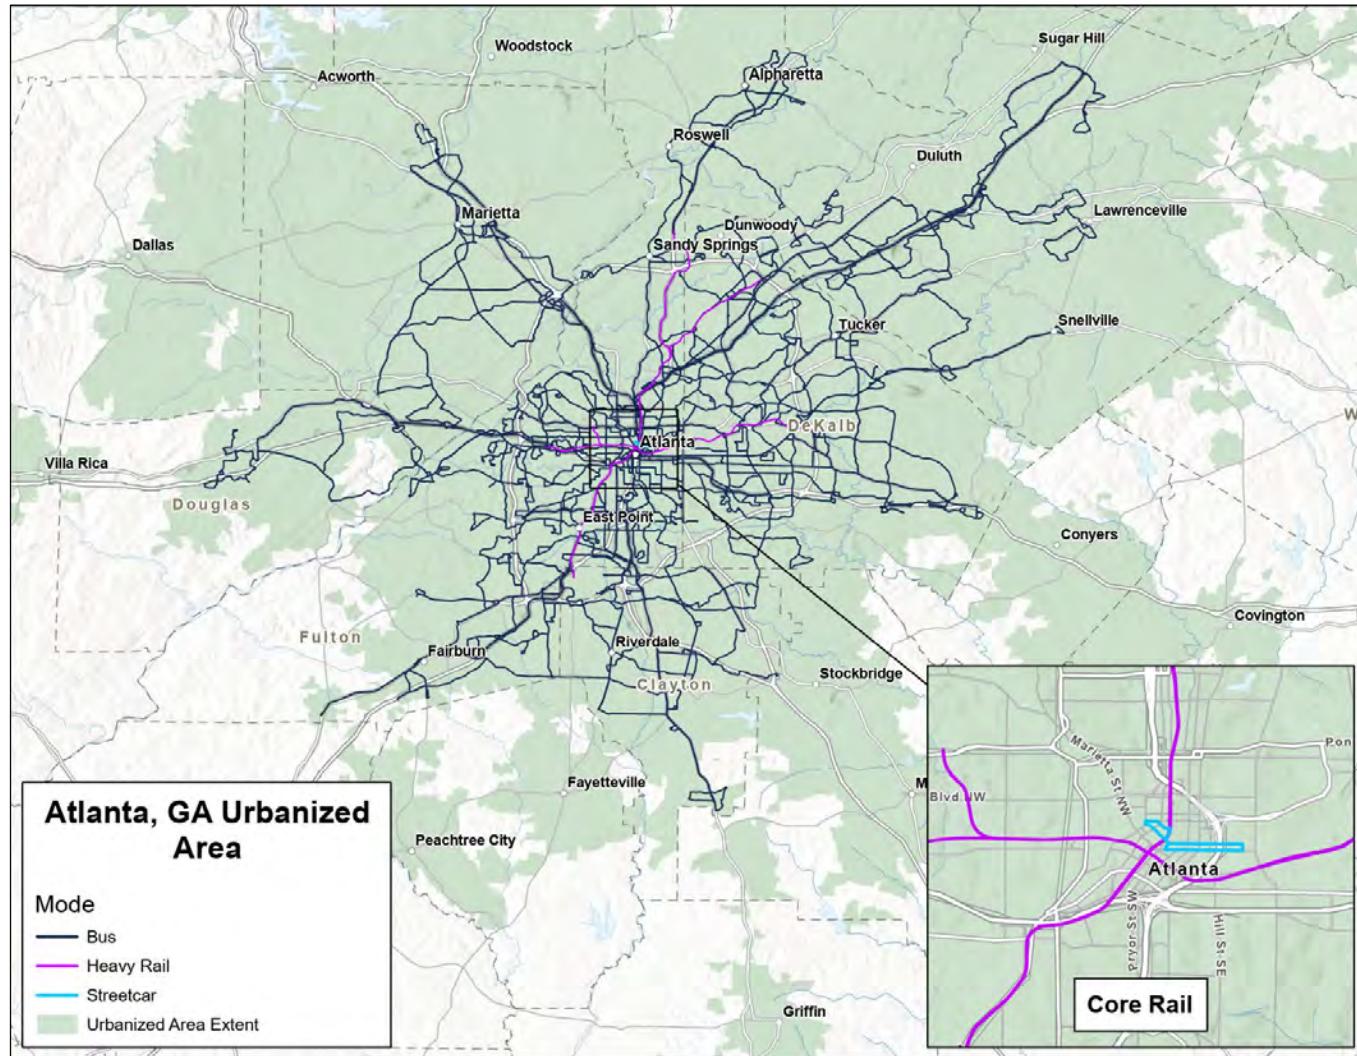 Sugar Hill
Woodstock
Acworth
Alpharetta
Roswell
Duluth
Marietta
Lawrenceville
Dunwoody
Dallas
Sandy Springs
Snellville
Tucker
W
DeKalb
Atlanta
Villa Rica
Douglas
East Point
Conyers
Covington
Fulton
Riverdale
Fairburn
Stockbridge
Clayton
Fayetteville
M
Peachtree City
Griffin
Atlanta, GA Urbanized
Area
Mode
Bus
Heavy Rail
Streetcar
Urbanized Area Extent
Marietta St NW
Pon
Blvd NW
Atlanta
Pryor St SW
Hill St SE
Core Rail